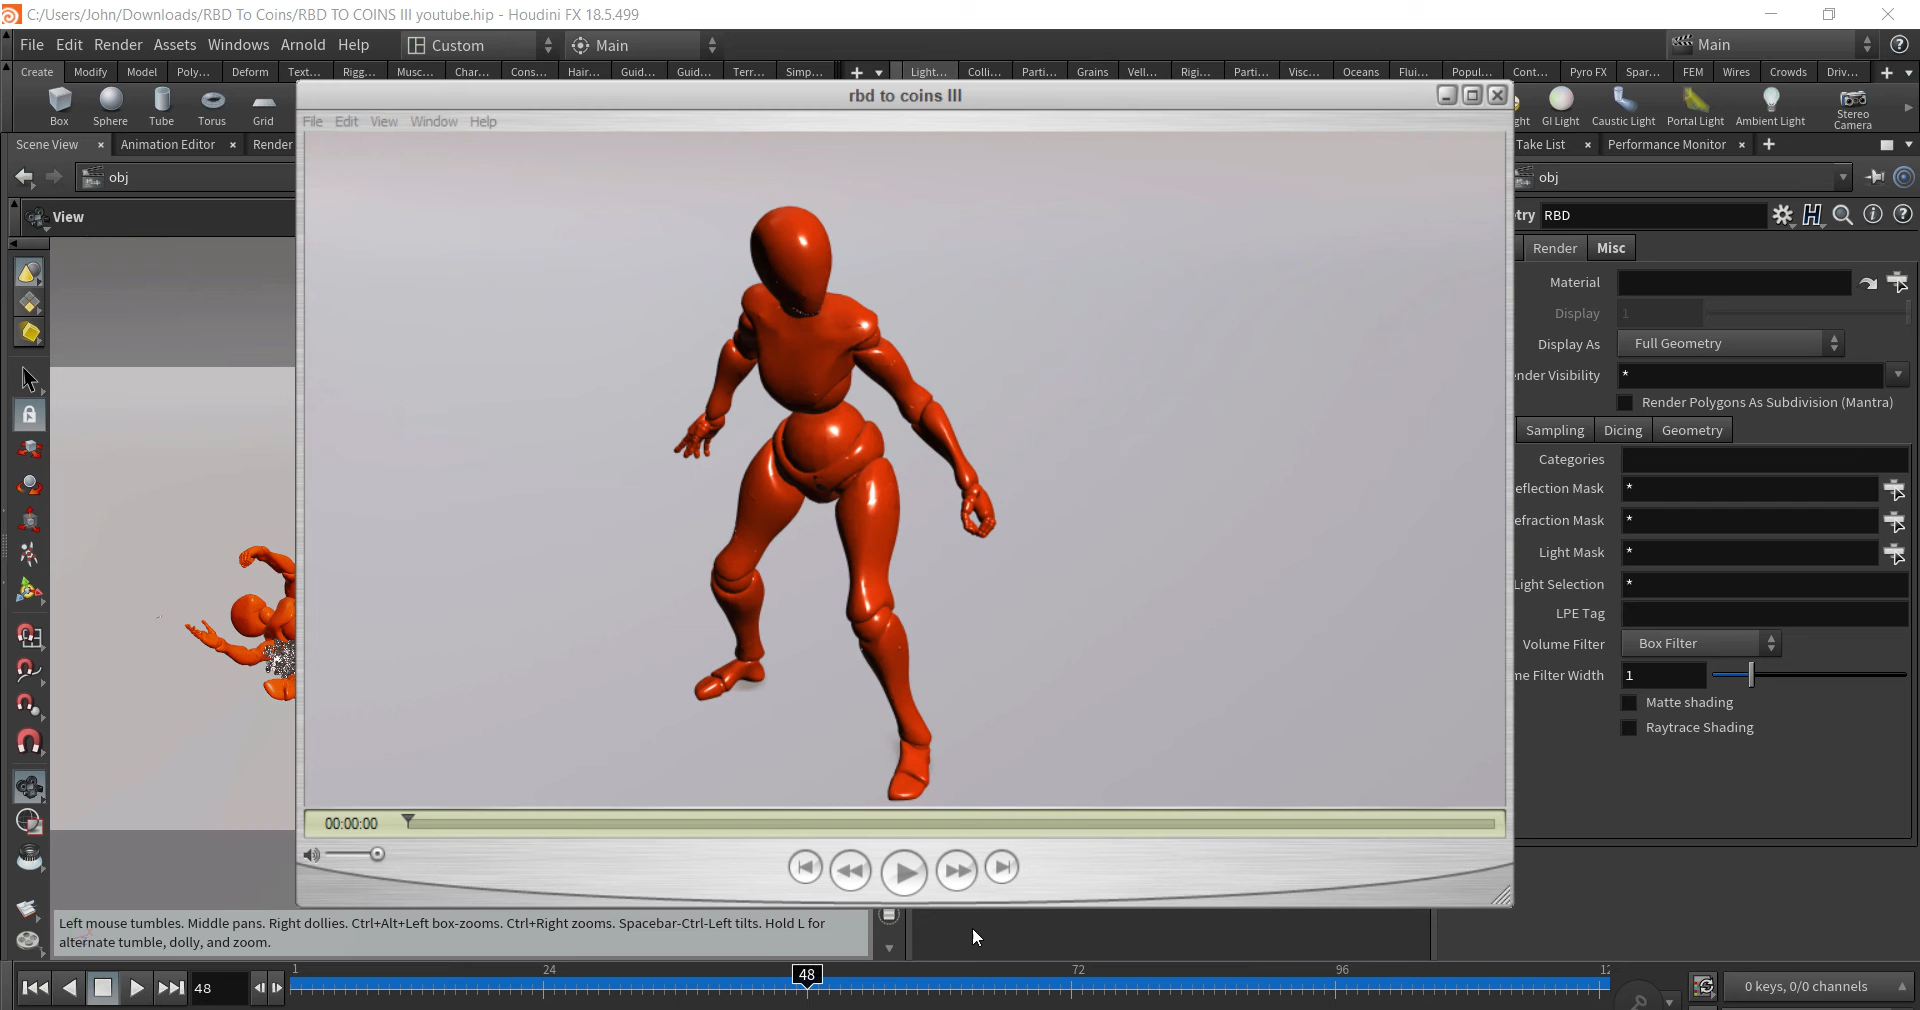 C:/Users/John/Downloads/RBD To Coins/RBD TO COINS III youtube.hip - Houdini FX 18.5.499
File Edit Render Assets Windows Arnold Help Custom Main Main
Create Modify Model Poly... Deform Text... Rigg... Musc... Char... Cons... Hair... Guid... Guid... Terr... Simp... Light... Colli... Parti... Grains Vell... Rigi... Parti... Visc... Oceans Flui... Popul... Cont... Pyro FX Spar... FEM Wires Crowds Driv...
Box Sphere Tube Torus Grid
rbd to coins III
ght GI Light Caustic Light Portal Light Ambient Light Stereo Camera
File Edit View Window Help
Scene View Animation Editor Render
Take List Performance Monitor
obj
obj
View
try RBD
Render Misc
Material
Display 1
Display As Full Geometry
nder Visibility *
Render Polygons As Subdivision (Mantra)
Sampling Dicing Geometry
Categories
eflection Mask *
efraction Mask *
Light Mask *
Light Selection *
LPE Tag
Volume Filter Box Filter
me Filter Width 1
Matte shading
Raytrace Shading
00:00:00
Left mouse tumbles. Middle pans. Right dollies. Ctrl+Alt+Left box-zooms. Ctrl+Right zooms. Spacebar-Ctrl-Left tilts. Hold L for
alternate tumble, dolly, and zoom.
48 1 24 48 72 96 12
0 keys, 0/0 channels